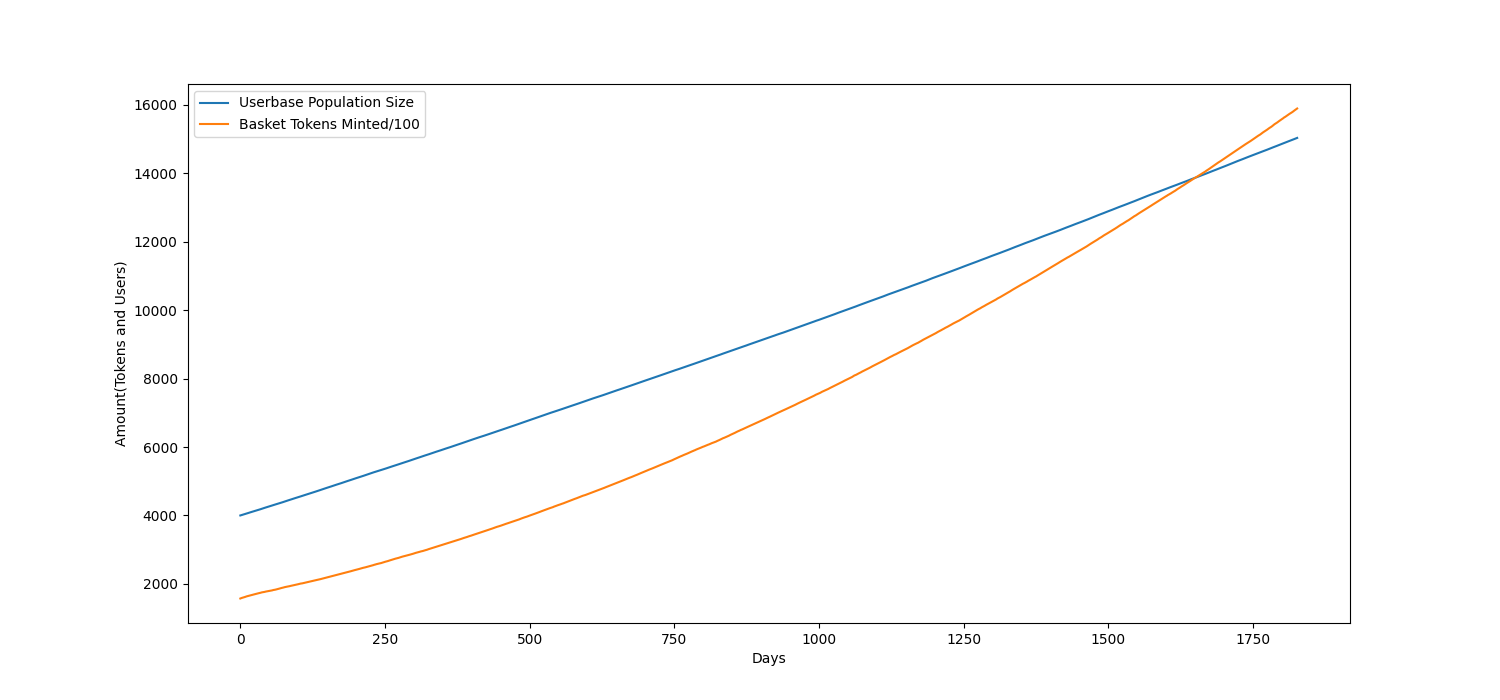 Userbase Population Size
Basket Tokens Minted/100
16000
14000
12000
10000
8000
6000
4000
2000
Amount(Tokens and Users)
0 250 500 750 1000 1250 1500 1750
Days